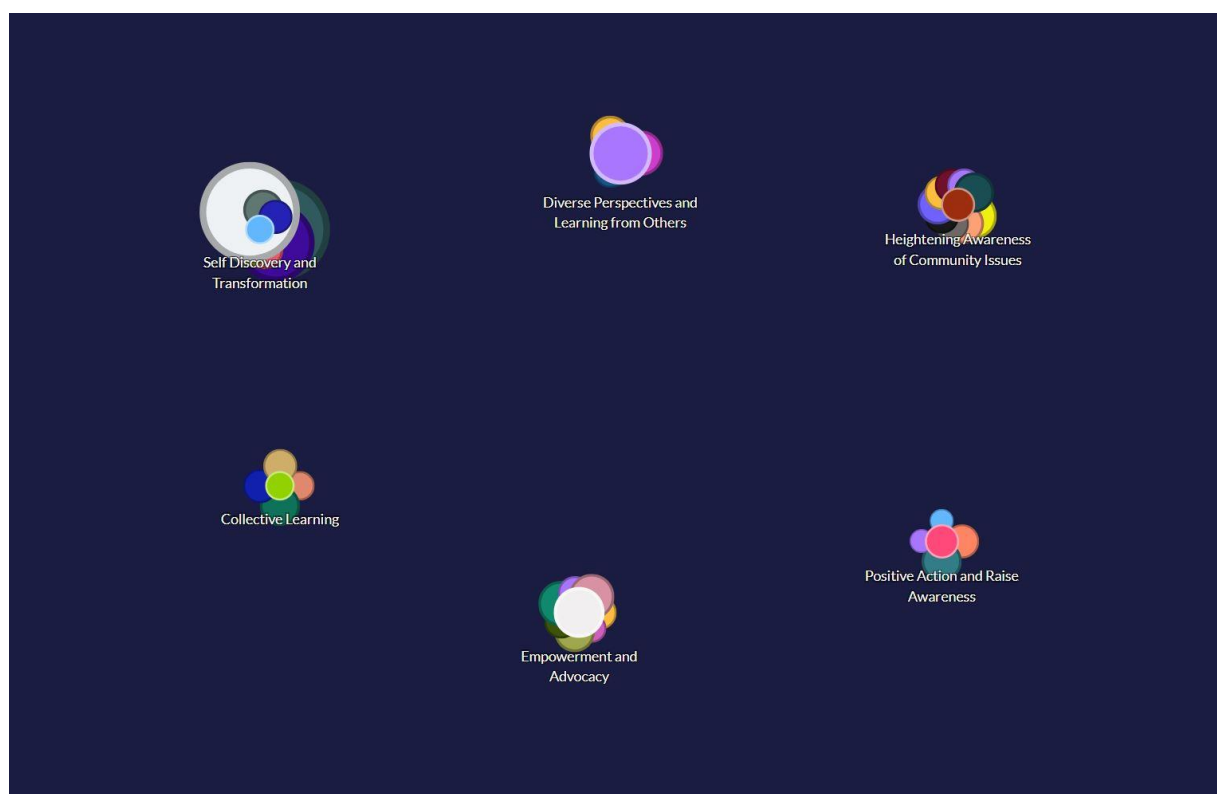 Diverse Perspectives and
Learning from Others
Heightening Awareness
of Community Issues
Self Discovery and
Transformation
Collective Learning
Positive Action and Raise
Awareness
Empowerment and
Advocacy